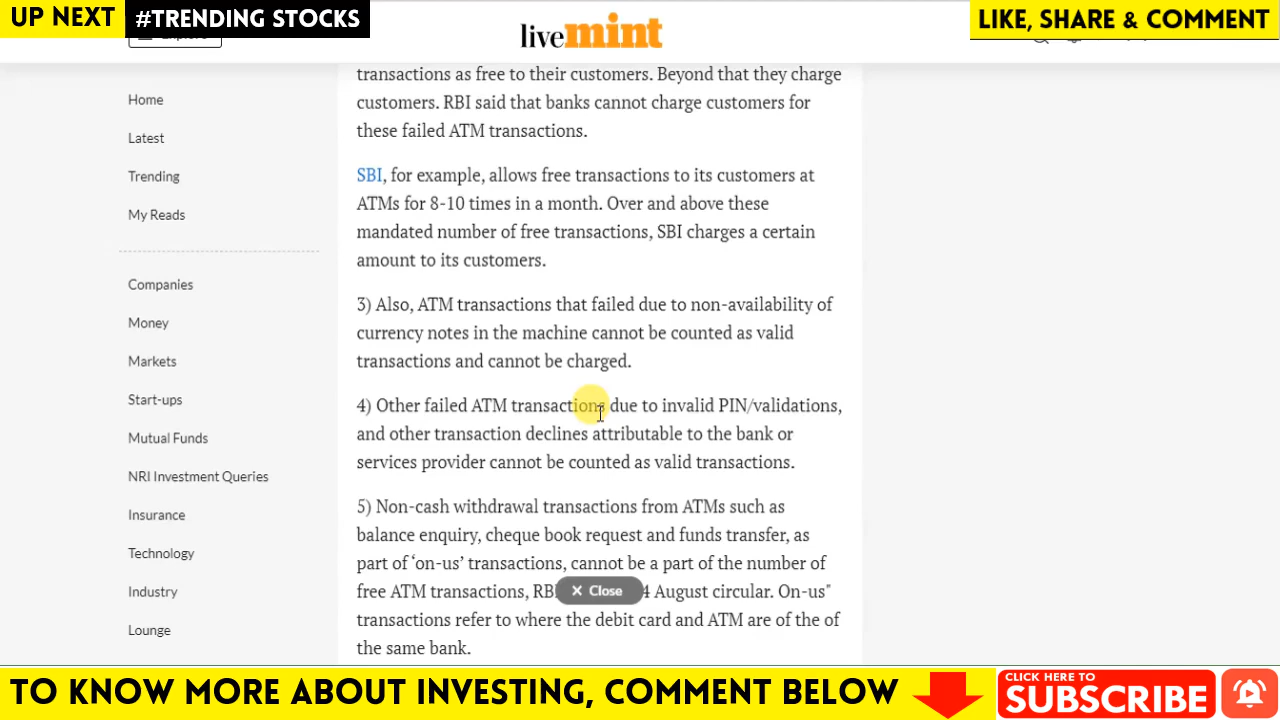 UP NEXT
#TRENDING STOCKS
livemint
LIKE, SHARE & COMMENT
Home
Latest
Trending
My Reads
Companies
Money
Markets
Start-ups
Mutual Funds
NRI Investment Queries
Insurance
Technology
Industry
Lounge
transactions as free to their customers. Beyond that they charge
customers. RBI said that banks cannot charge customers for
these failed ATM transactions.
SBI, for example, allows free transactions to its customers at
ATMs for 8-10 times in a month. Over and above these
mandated number of free transactions, SBI charges a certain
amount to its customers.
3) Also, ATM transactions that failed due to non-availability of
currency notes in the machine cannot be counted as valid
transactions and cannot be charged.
4) Other failed ATM transactions due to invalid PIN/validations,
and other transaction declines attributable to the bank or
services provider cannot be counted as valid transactions.
5) Non-cash withdrawal transactions from ATMs such as
balance enquiry, cheque book request and funds transfer, as
part of ‘on-us’ transactions, cannot be a part of the number of
free ATM transactions, August circular. On-us"
transactions refer to where the debit card and ATM are of the of
the same bank.
× Close
TO KNOW MORE ABOUT INVESTING, COMMENT BELOW
CLICK HERE TO
SUBSCRIBE